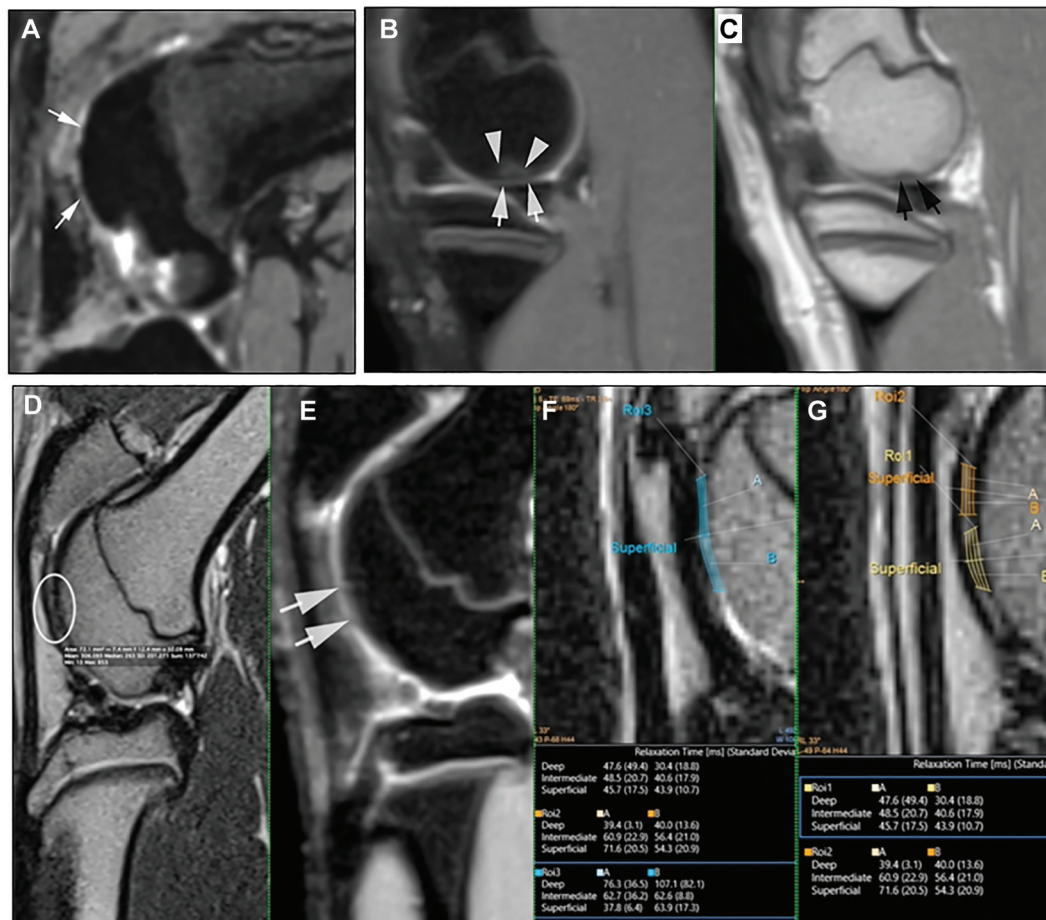 A
B
C
D
E
F
G
Roi3
A
Superficial
B
Roi2
Roi1
Superficial
A
B
A
Superficial
Relaxation Time [ms] (Standard Devia
Deep 47.6 (49.4) 30.4 (18.8)
Intermediate 48.5 (20.7) 40.6 (17.9)
Superficial 45.7 (17.5) 43.9 (10.7)
Roi2 A B
Deep 39.4 (3.1) 40.0 (13.6)
Intermediate 60.9 (22.9) 56.4 (21.0)
Superficial 71.6 (20.5) 54.3 (20.9)
Roi3 A B
Deep 76.3 (36.5) 107.1 (82.1)
Intermediate 62.7 (36.2) 62.6 (8.8)
Superficial 37.8 (6.4) 63.9 (17.3)
Relaxation Time [ms] (Standa
Roi1 A B
Deep 47.6 (49.4) 30.4 (18.8)
Intermediate 48.5 (20.7) 40.6 (17.9)
Superficial 45.7 (17.5) 43.9 (10.7)
Roi2 A B
Deep 39.4 (3.1) 40.0 (13.6)
Intermediate 60.9 (22.9) 56.4 (21.0)
Superficial 71.6 (20.5) 54.3 (20.9)